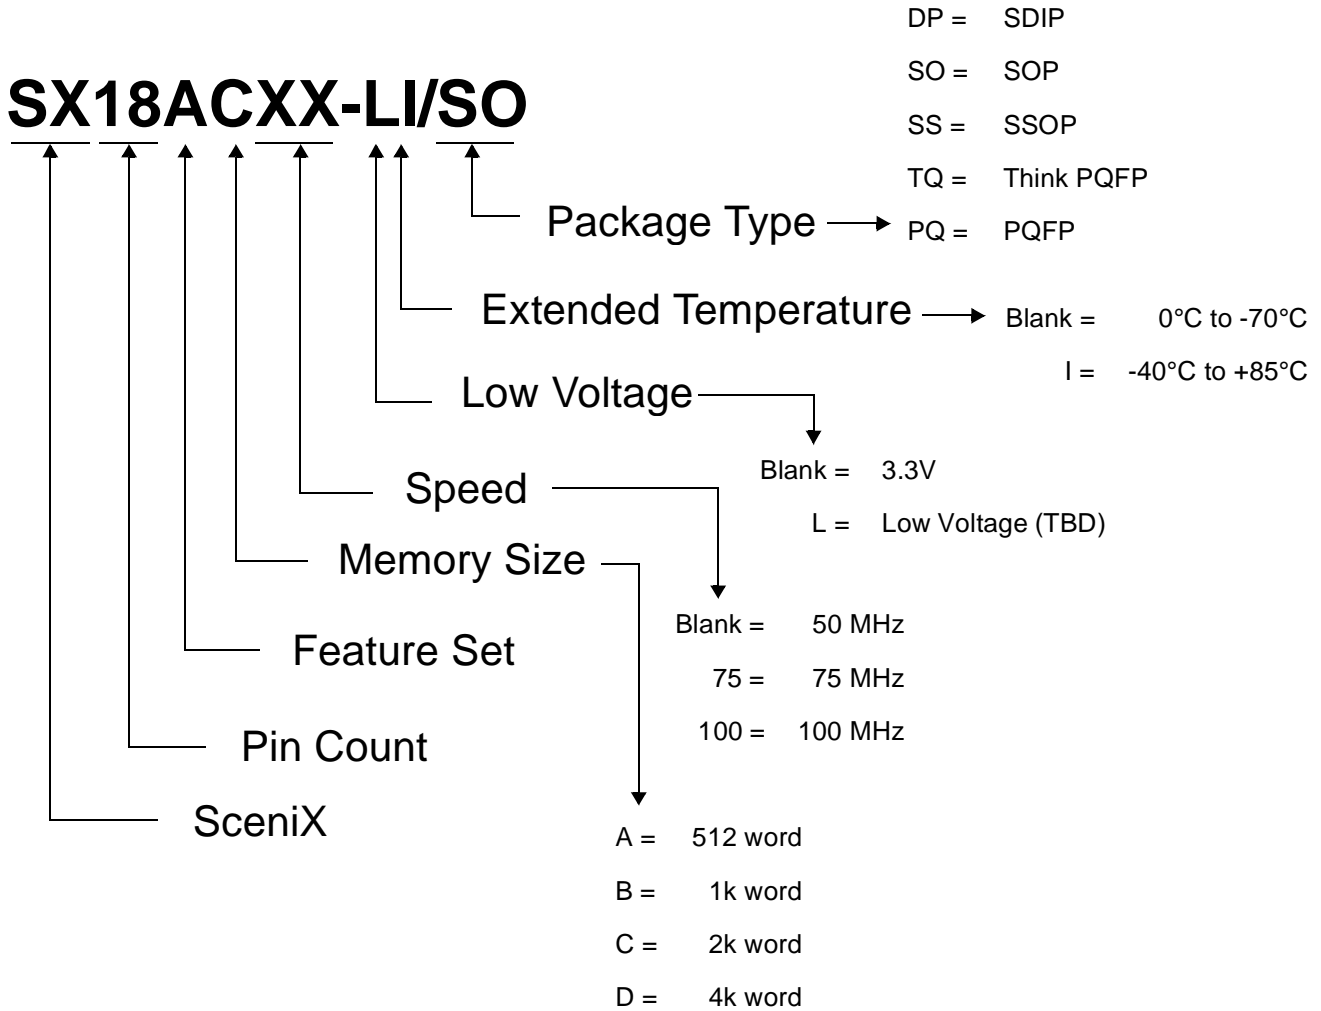 DP = SDIP
SO = SOP
SX18ACXX-LI/SO
SS = SSOP
TQ = Think PQFP
Package Type
PQ = PQFP
Extended Temperature
Blank = 0°C to -70°C
I = -40°C to +85°C
Low Voltage
Blank = 3.3V
L = Low Voltage (TBD)
Speed
Memory Size
Blank = 50 MHz
75 = 75 MHz
100 = 100 MHz
Feature Set
Pin Count
SceniX
A = 512 word
B = 1k word
C = 2k word
D = 4k word